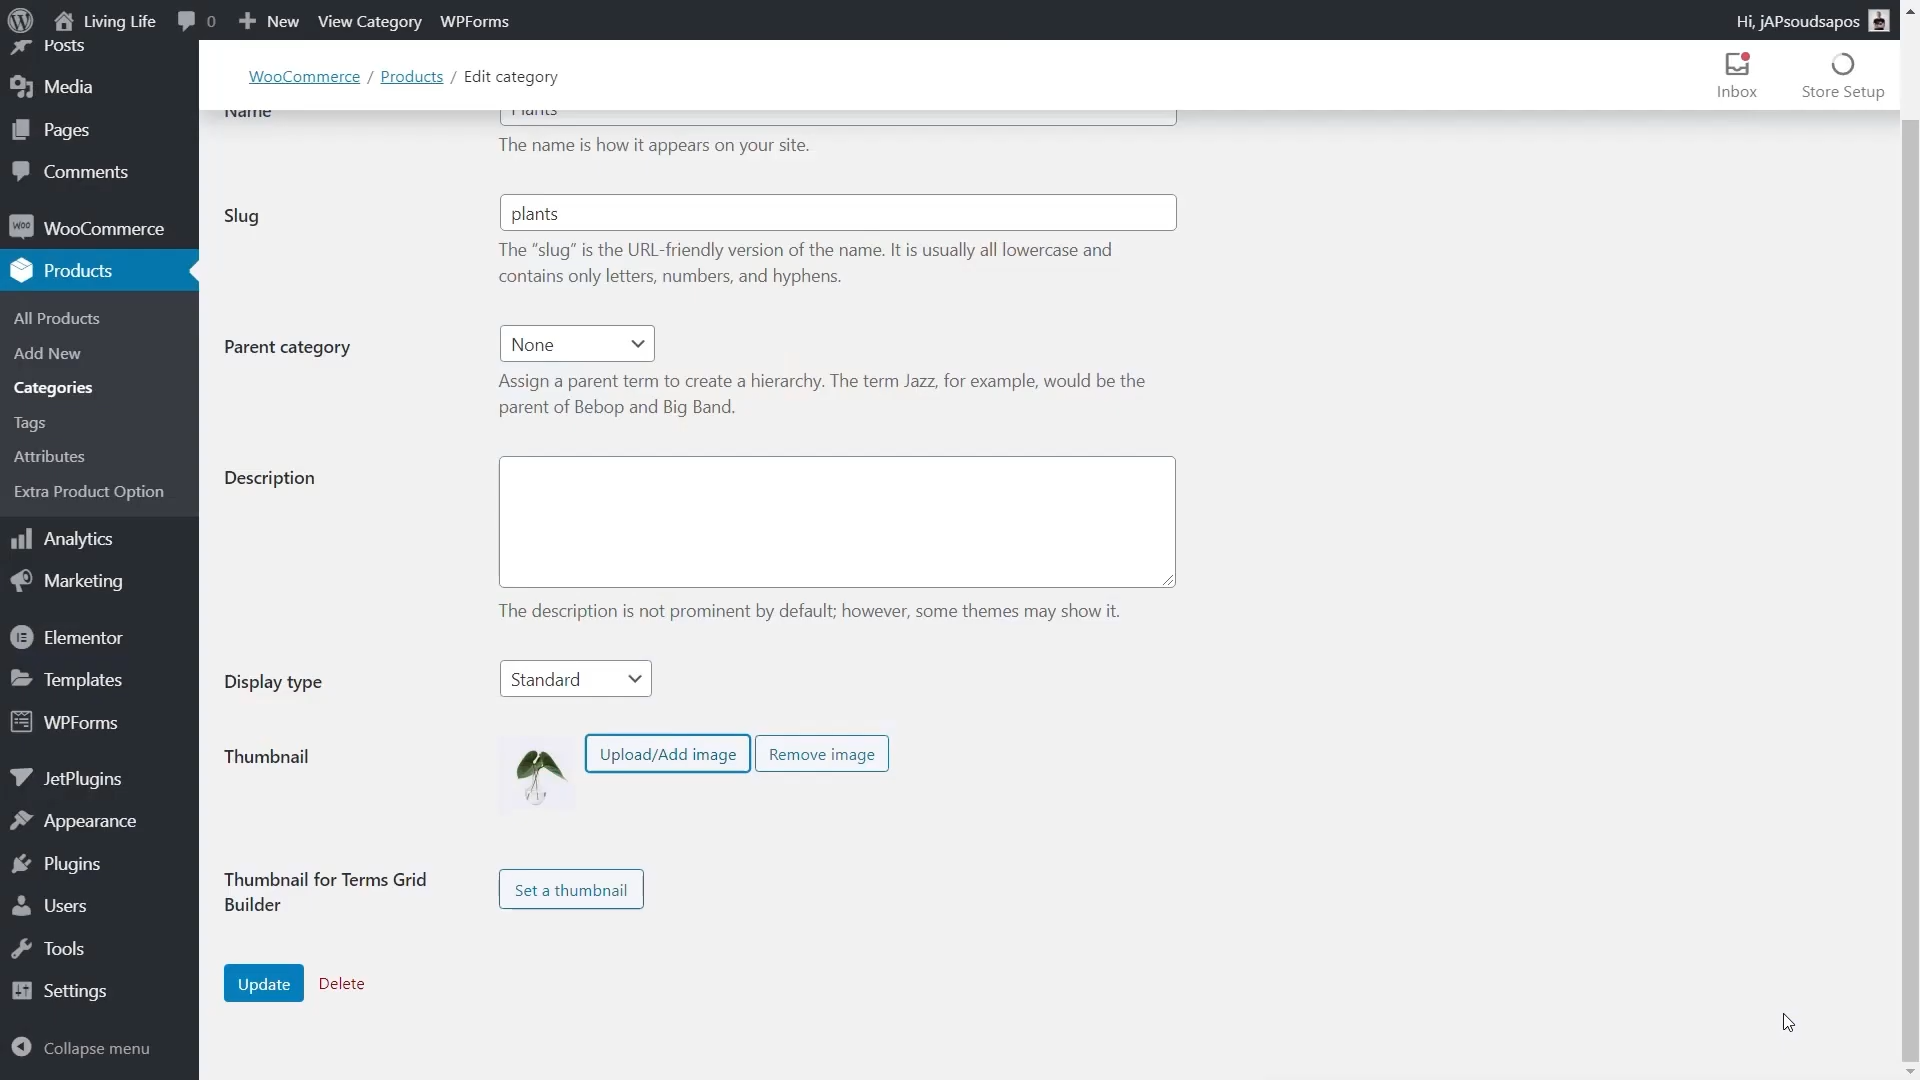 Living Life
0
New
View Category
WPForms
Hi, jAPsoudsapos
Posts
Media
Pages
Comments
WooCommerce
Products
All Products
Add New
Categories
Tags
Attributes
Extra Product Option
Analytics
Marketing
Elementor
Templates
WPForms
JetPlugins
Appearance
Plugins
Users
Tools
Settings
Collapse menu
WooCommerce / Products / Edit category
Inbox
Store Setup
Name
Plants
The name is how it appears on your site.
Slug
plants
The “slug” is the URL-friendly version of the name. It is usually all lowercase and
contains only letters, numbers, and hyphens.
Parent category
None
Assign a parent term to create a hierarchy. The term Jazz, for example, would be the
parent of Bebop and Big Band.
Description
The description is not prominent by default; however, some themes may show it.
Display type
Standard
Thumbnail
Upload/Add image
Remove image
Thumbnail for Terms Grid
Builder
Set a thumbnail
Update
Delete